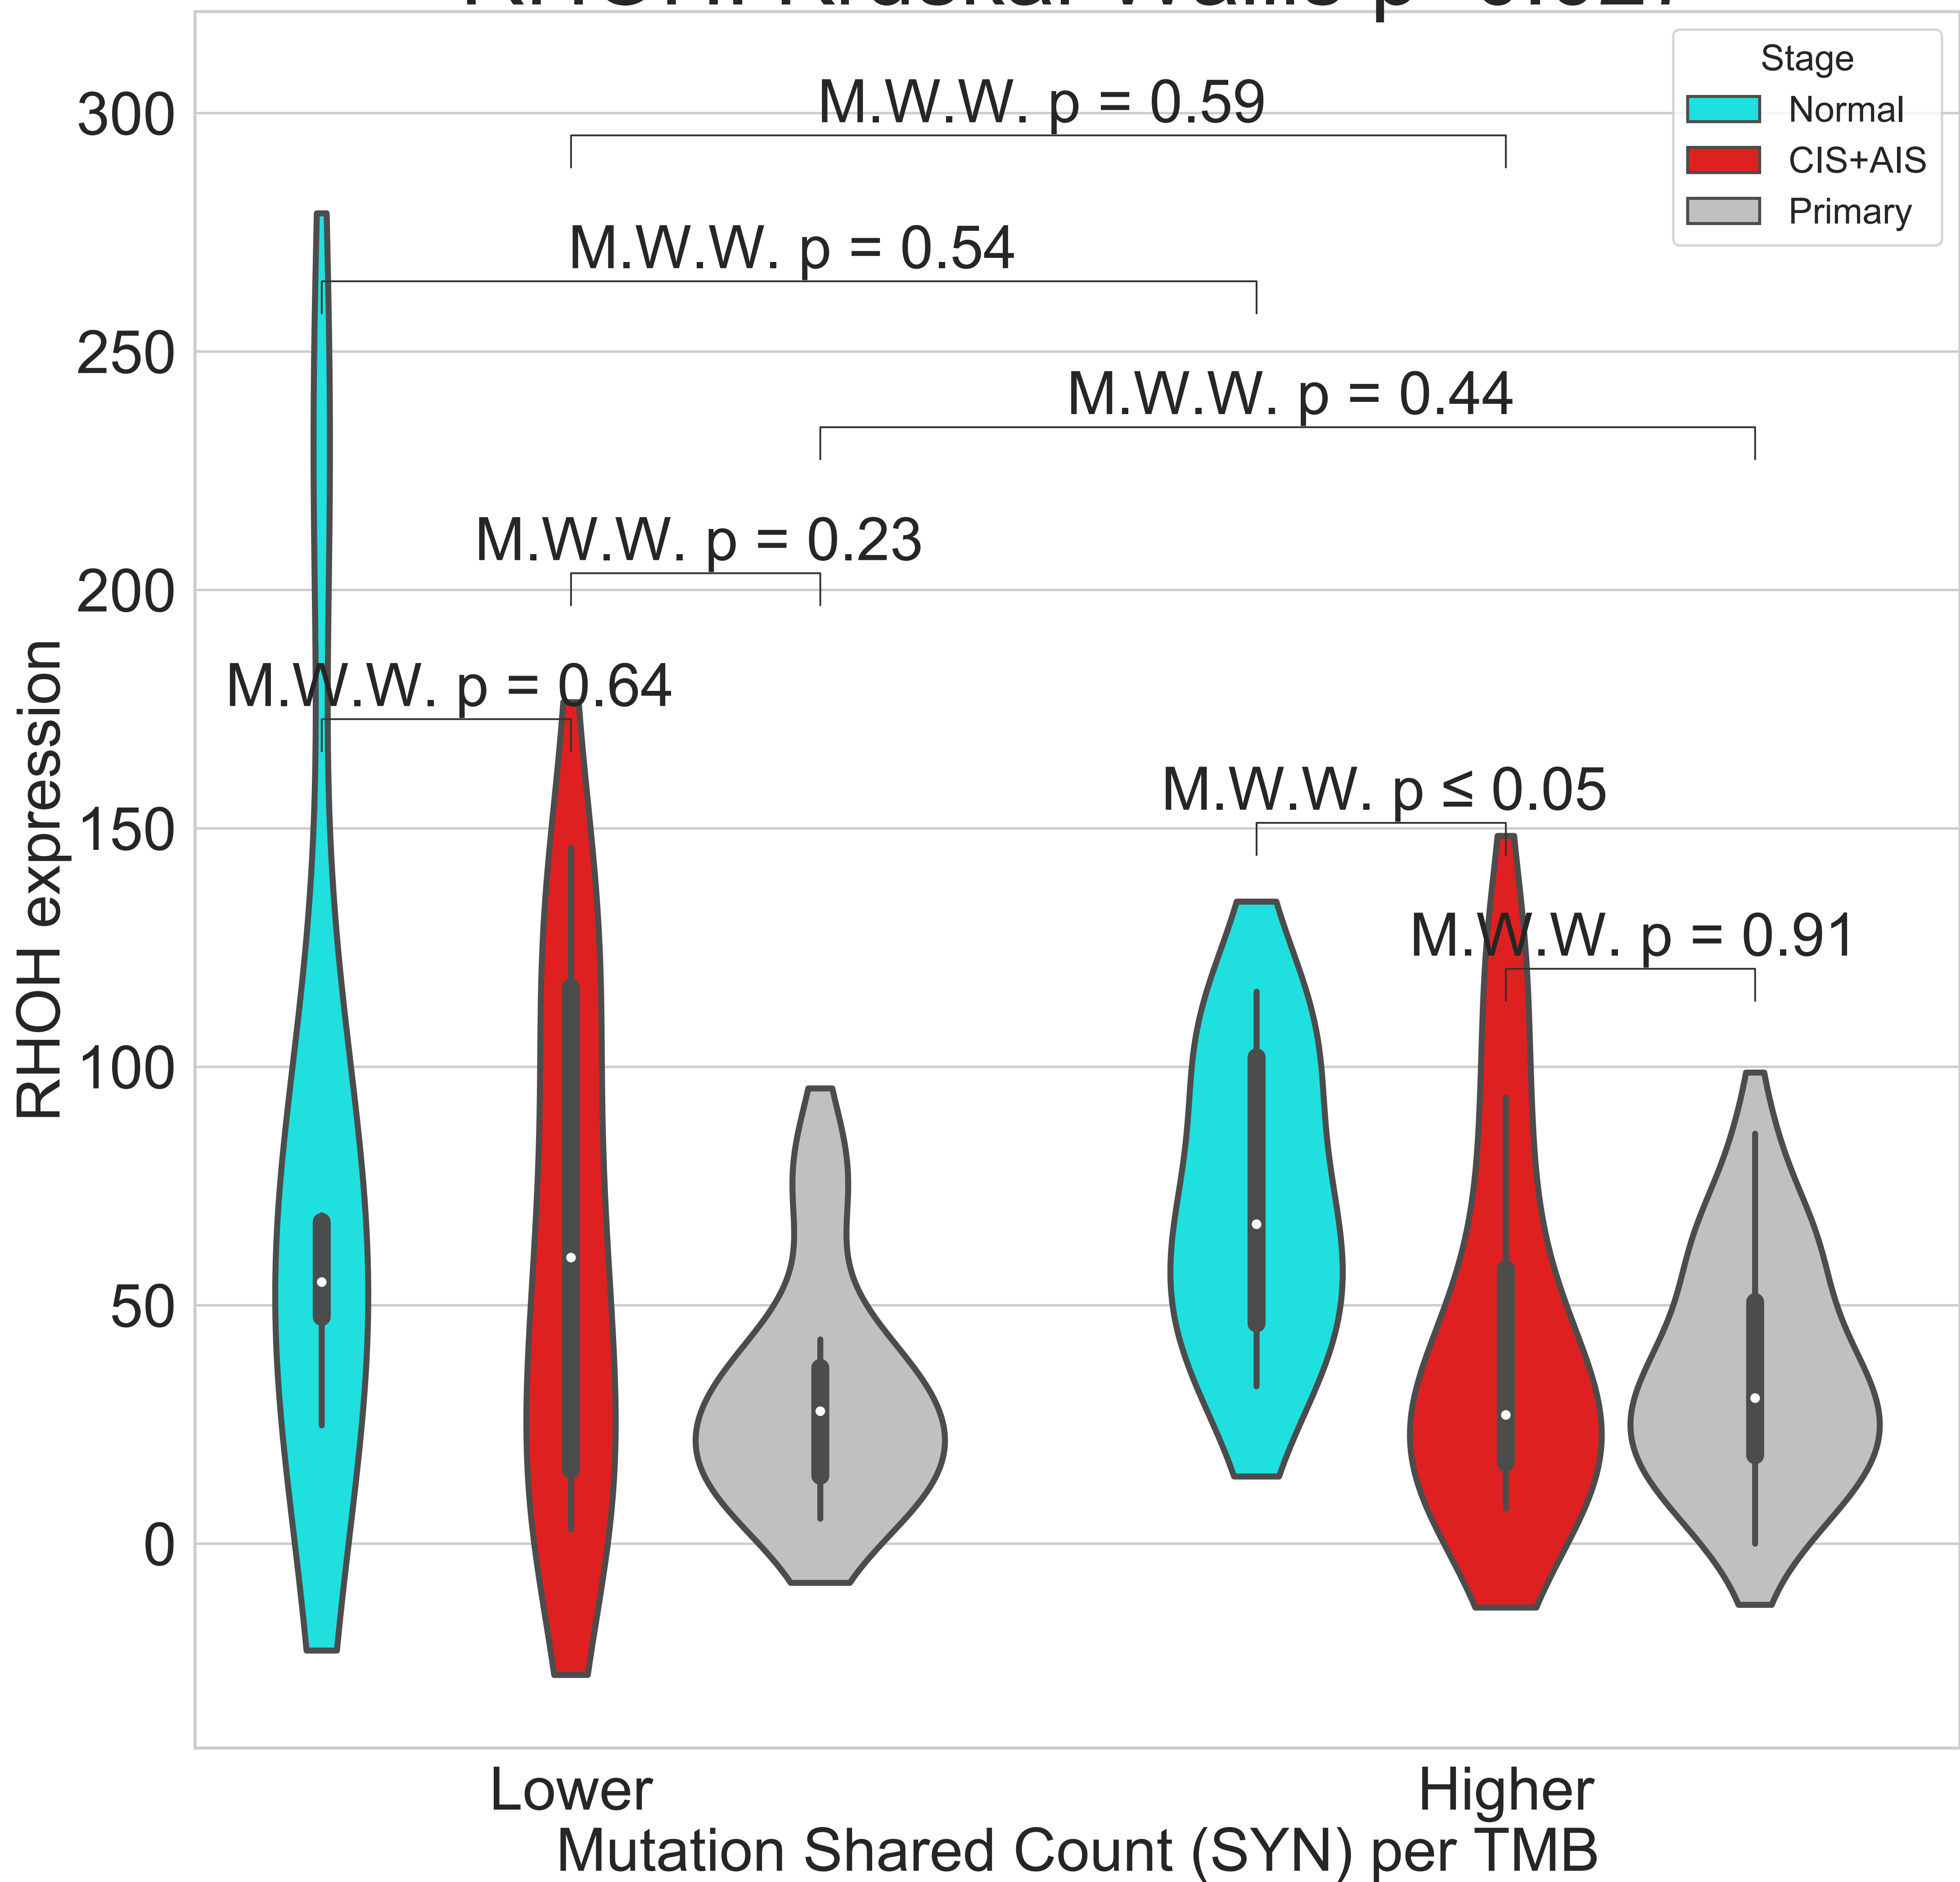 300
250
200
150
100
50
0
RHOH expression
M.W.W. p = 0.59
M.W.W. p = 0.54
M.W.W. p = 0.44
M.W.W. p = 0.23
M.W.W. p = 0.64
M.W.W. p ≤ 0.05
M.W.W. p = 0.91
Stage
Normal
CIS+AIS
Primary
Lower
Higher
Mutation Shared Count (SYN) per TMB